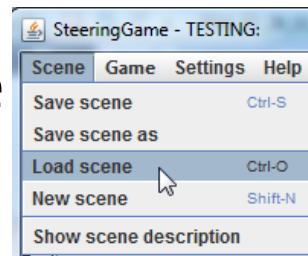 SteeringGame - TESTING:
Scene Game Settings Help
Save scene Ctrl-S
Save scene as
Load scene Ctrl-O
New scene Shift-N
Show scene description